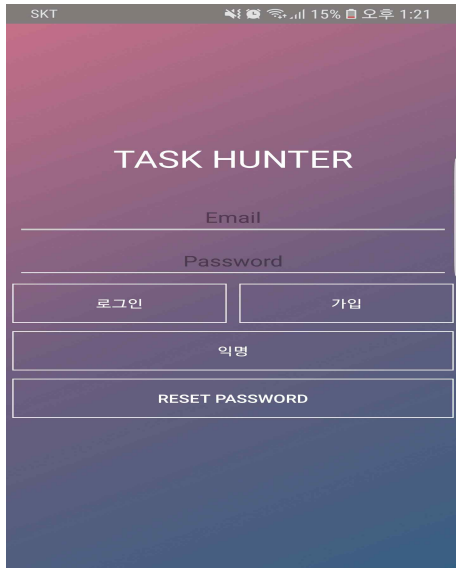 SKT 15% 오후 1:21
TASK HUNTER
Email
Password
로그인 가입
익명
RESET PASSWORD